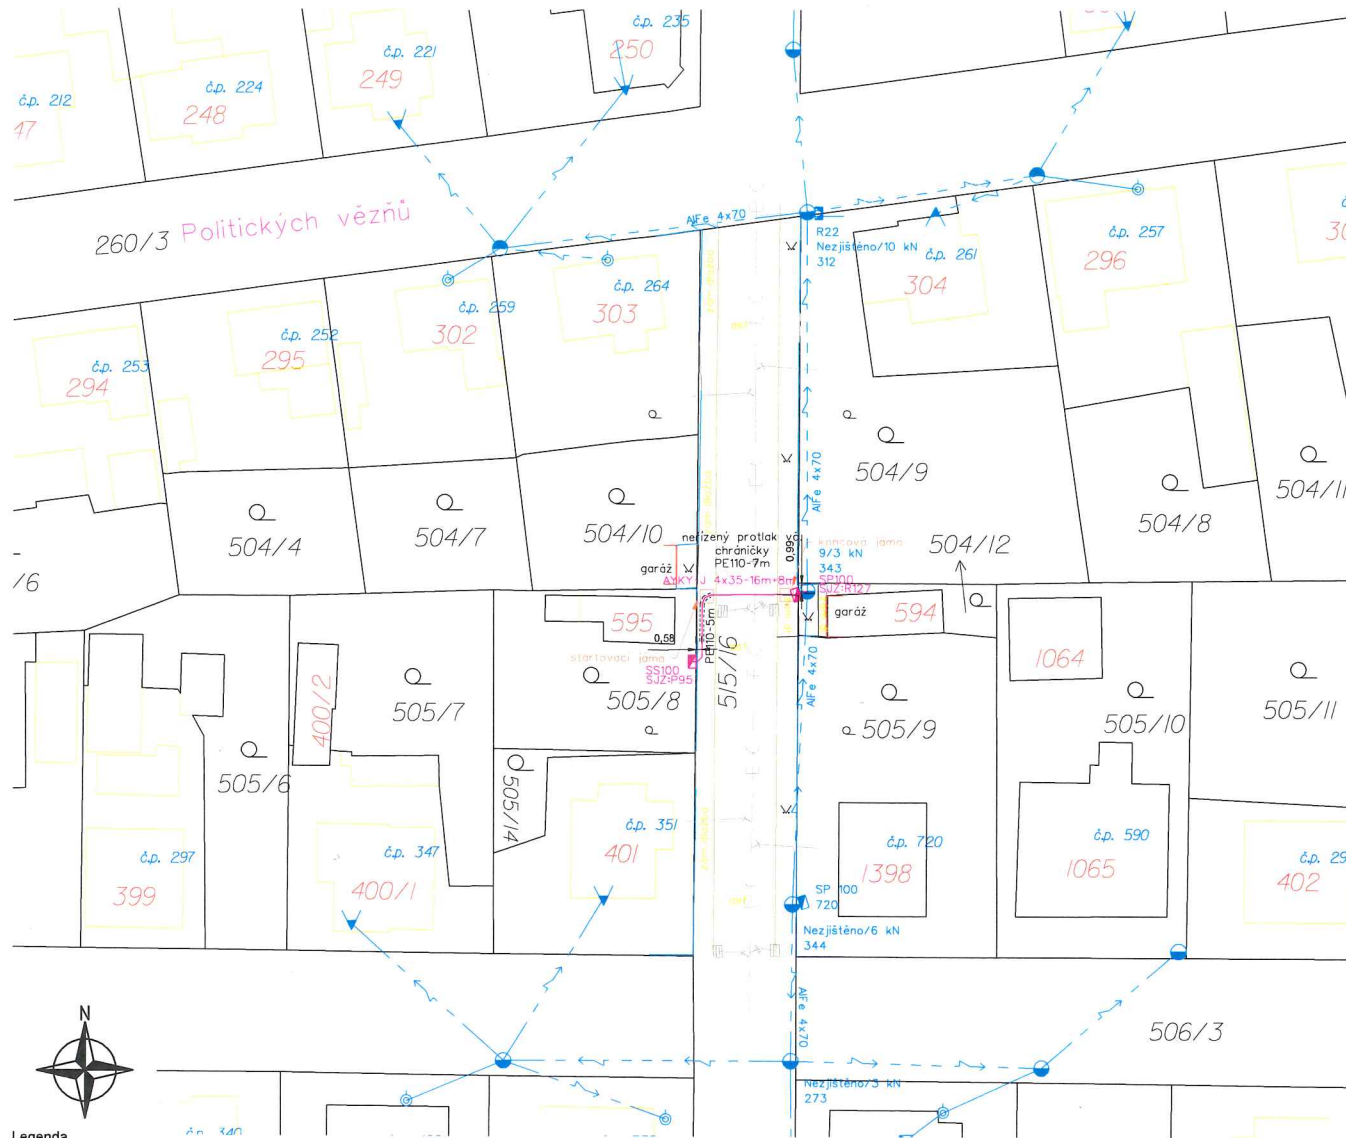 č.p. 235
250
č.p. 221
249
č.p. 224
248
č.p. 212
47
260/3
Politických vězňů
AlFe 4x70
R22
Nezjištěno/10 kN
312
č.p. 261
304
č.p. 257
296
č.p. 264
303
č.p. 259
302
č.p. 252
295
č.p. 253
294
504/9
504/8
504/11
504/10
504/7
504/4
/6
AlFe 4x70
neřízený protlak
chráničky
PE110-7m
garáž
AYKY-J 4x35-16m+8m
0,99
koncová jáma
9/3 kN
343
SP100
SJZ:R127
504/12
garáž
594
595
0,58
startovací jáma
SS100
SJZ:P95
PE110-5m
515/16
AlFe 4x70
1064
400/2
505/7
505/8
505/9
505/10
505/11
505/6
505/14
č.p. 351
401
č.p. 347
400/1
č.p. 297
399
č.p. 720
1398
č.p. 590
1065
č.p. 29
402
SP 100
720
Nezjištěno/6 kN
344
AlFe 4x70
506/3
N
Nezjištěno/3 kN
273
č.p. 340
Legenda